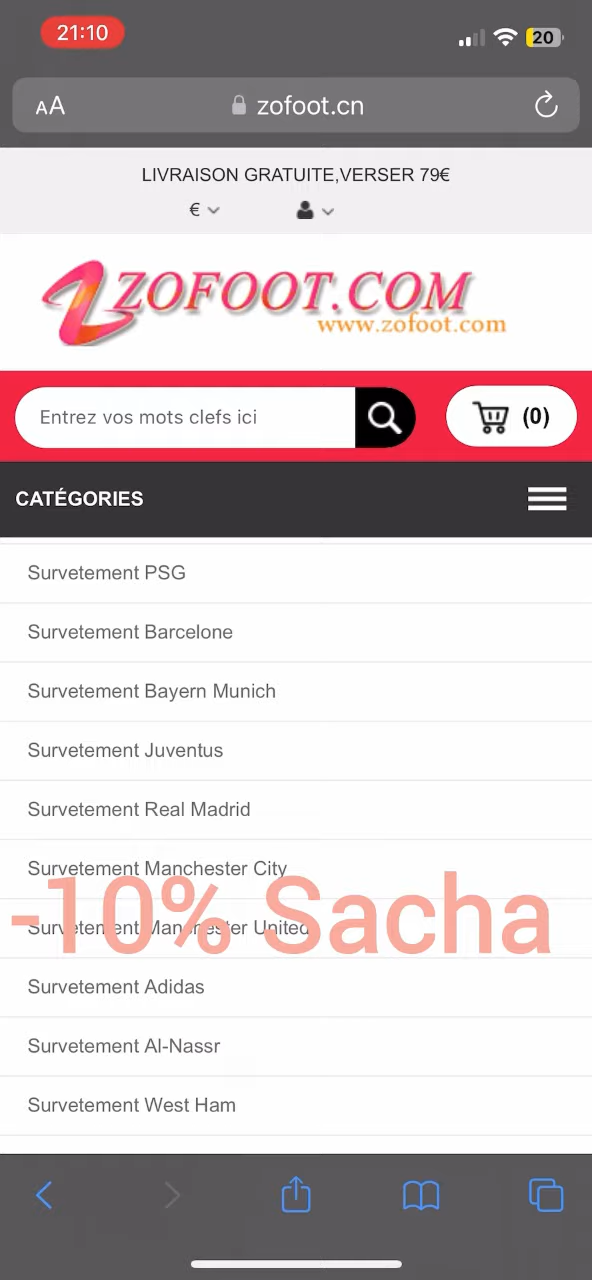 21:10
20
AA
zofoot.cn
LIVRAISON GRATUITE,VERSER 79€
€
ZOFOOT.COM
www.zofoot.com
Entrez vos mots clefs ici
(0)
CATÉGORIES
Survetement PSG
Survetement Barcelone
Survetement Bayern Munich
Survetement Juventus
Survetement Real Madrid
Survetement Manchester City
-10% Sacha
Survetement Manchester United
Survetement Adidas
Survetement Al-Nassr
Survetement West Ham